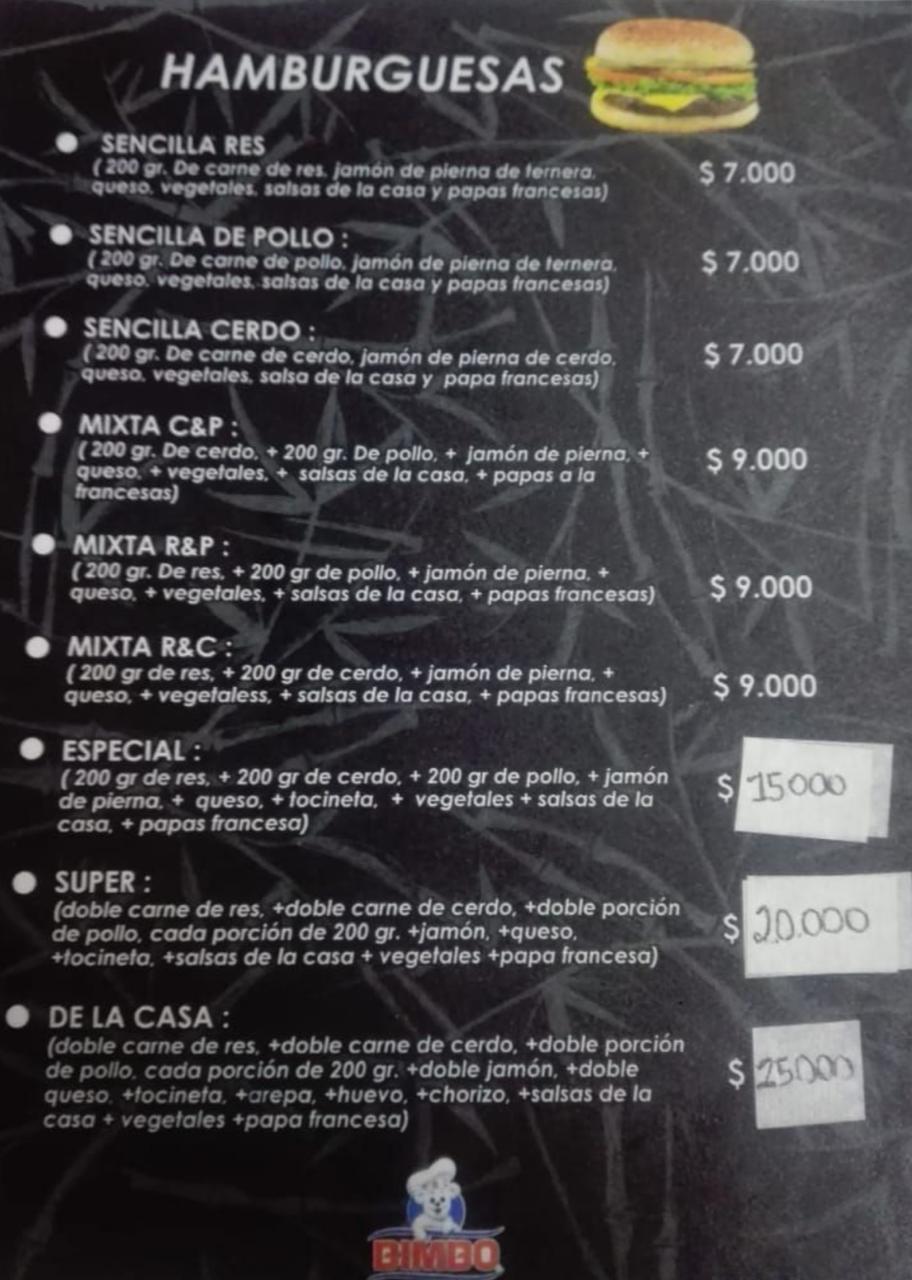 HAMBURGUESAS
SENCILLA RES
( 200 gr. De carne de res, jamón de pierna de ternera,
queso, vegetales, salsas de la casa y papas francesas)
$ 7.000
SENCILLA DE POLLO :
( 200 gr. De carne de pollo, jamón de pierna de ternera,
queso, vegetales, salsas de la casa y papas francesas)
$ 7.000
SENCILLA CERDO :
( 200 gr. De carne de cerdo, jamón de pierna de cerdo,
queso, vegetales, salsa de la casa y papa francesas)
$ 7.000
MIXTA C&P :
( 200 gr. De cerdo, + 200 gr. De pollo, + jamón de pierna, +
queso, + vegetales, + salsas de la casa, + papas a la
francesas)
$ 9.000
MIXTA R&P :
( 200 gr. De res, + 200 gr de pollo, + jamón de pierna, +
queso, + vegetales, + salsas de la casa, + papas francesas)
$ 9.000
MIXTA R&C :
( 200 gr de res, + 200 gr de cerdo, + jamón de pierna, +
queso, + vegetaless, + salsas de la casa, + papas francesas)
$ 9.000
ESPECIAL :
( 200 gr de res, + 200 gr de cerdo, + 200 gr de pollo, + jamón
de pierna, + queso, + tocineta, + vegetales + salsas de la
casa, + papas francesa)
$ 15000
SUPER :
(doble carne de res, +doble carne de cerdo, +doble porción
de pollo, cada porción de 200 gr. +jamón, +queso,
+tocineta, +salsas de la casa + vegetales +papa francesa)
$ 20.000
DE LA CASA :
(doble carne de res, +doble carne de cerdo, +doble porción
de pollo, cada porción de 200 gr. +doble jamón, +doble
queso, +tocineta, +arepa, +huevo, +chorizo, +salsas de la
casa + vegetales +papa francesa)
$ 25000
BIMBO